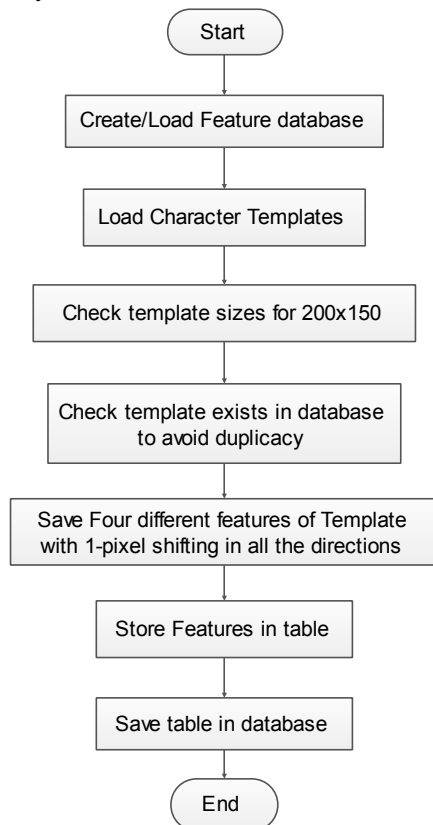 Start
Create/Load Feature database
Load Character Templates
Check template sizes for 200x150
Check template exists in database
to avoid duplicacy
Save Four different features of Template
with 1-pixel shifting in all the directions
Store Features in table
Save table in database
End